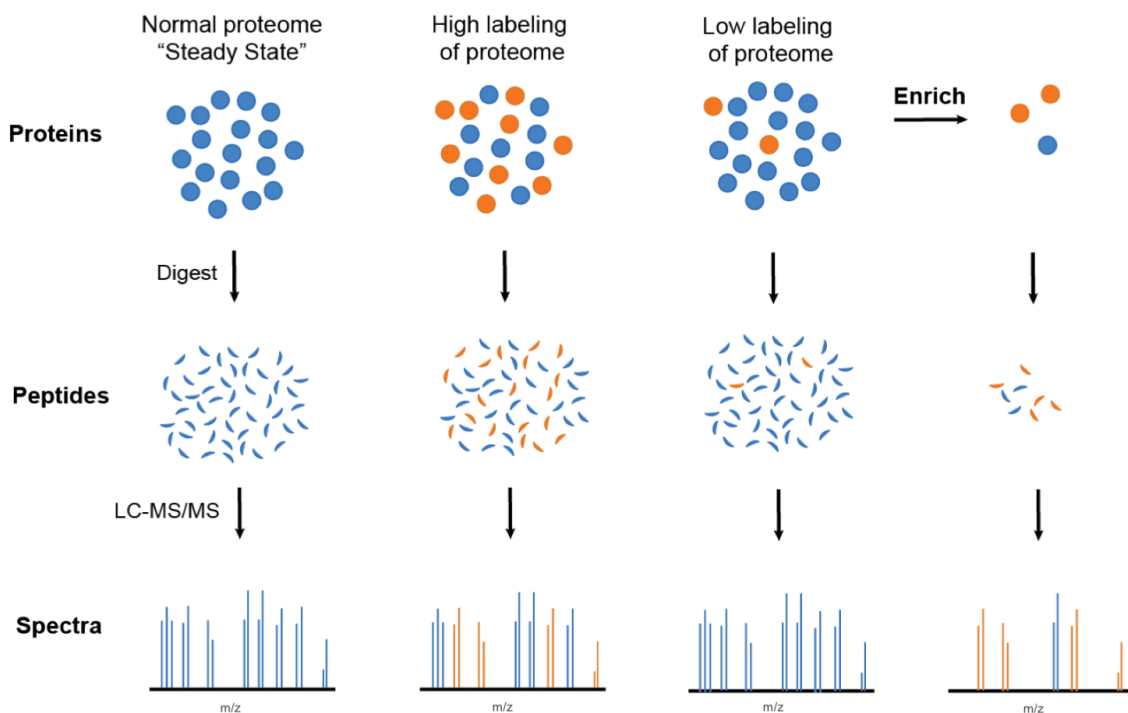 Normal proteome
“Steady State”
High labeling
of proteome
Low labeling
of proteome
Enrich
Proteins
Digest
Peptides
LC-MS/MS
Spectra
m/z
m/z
m/z
m/z